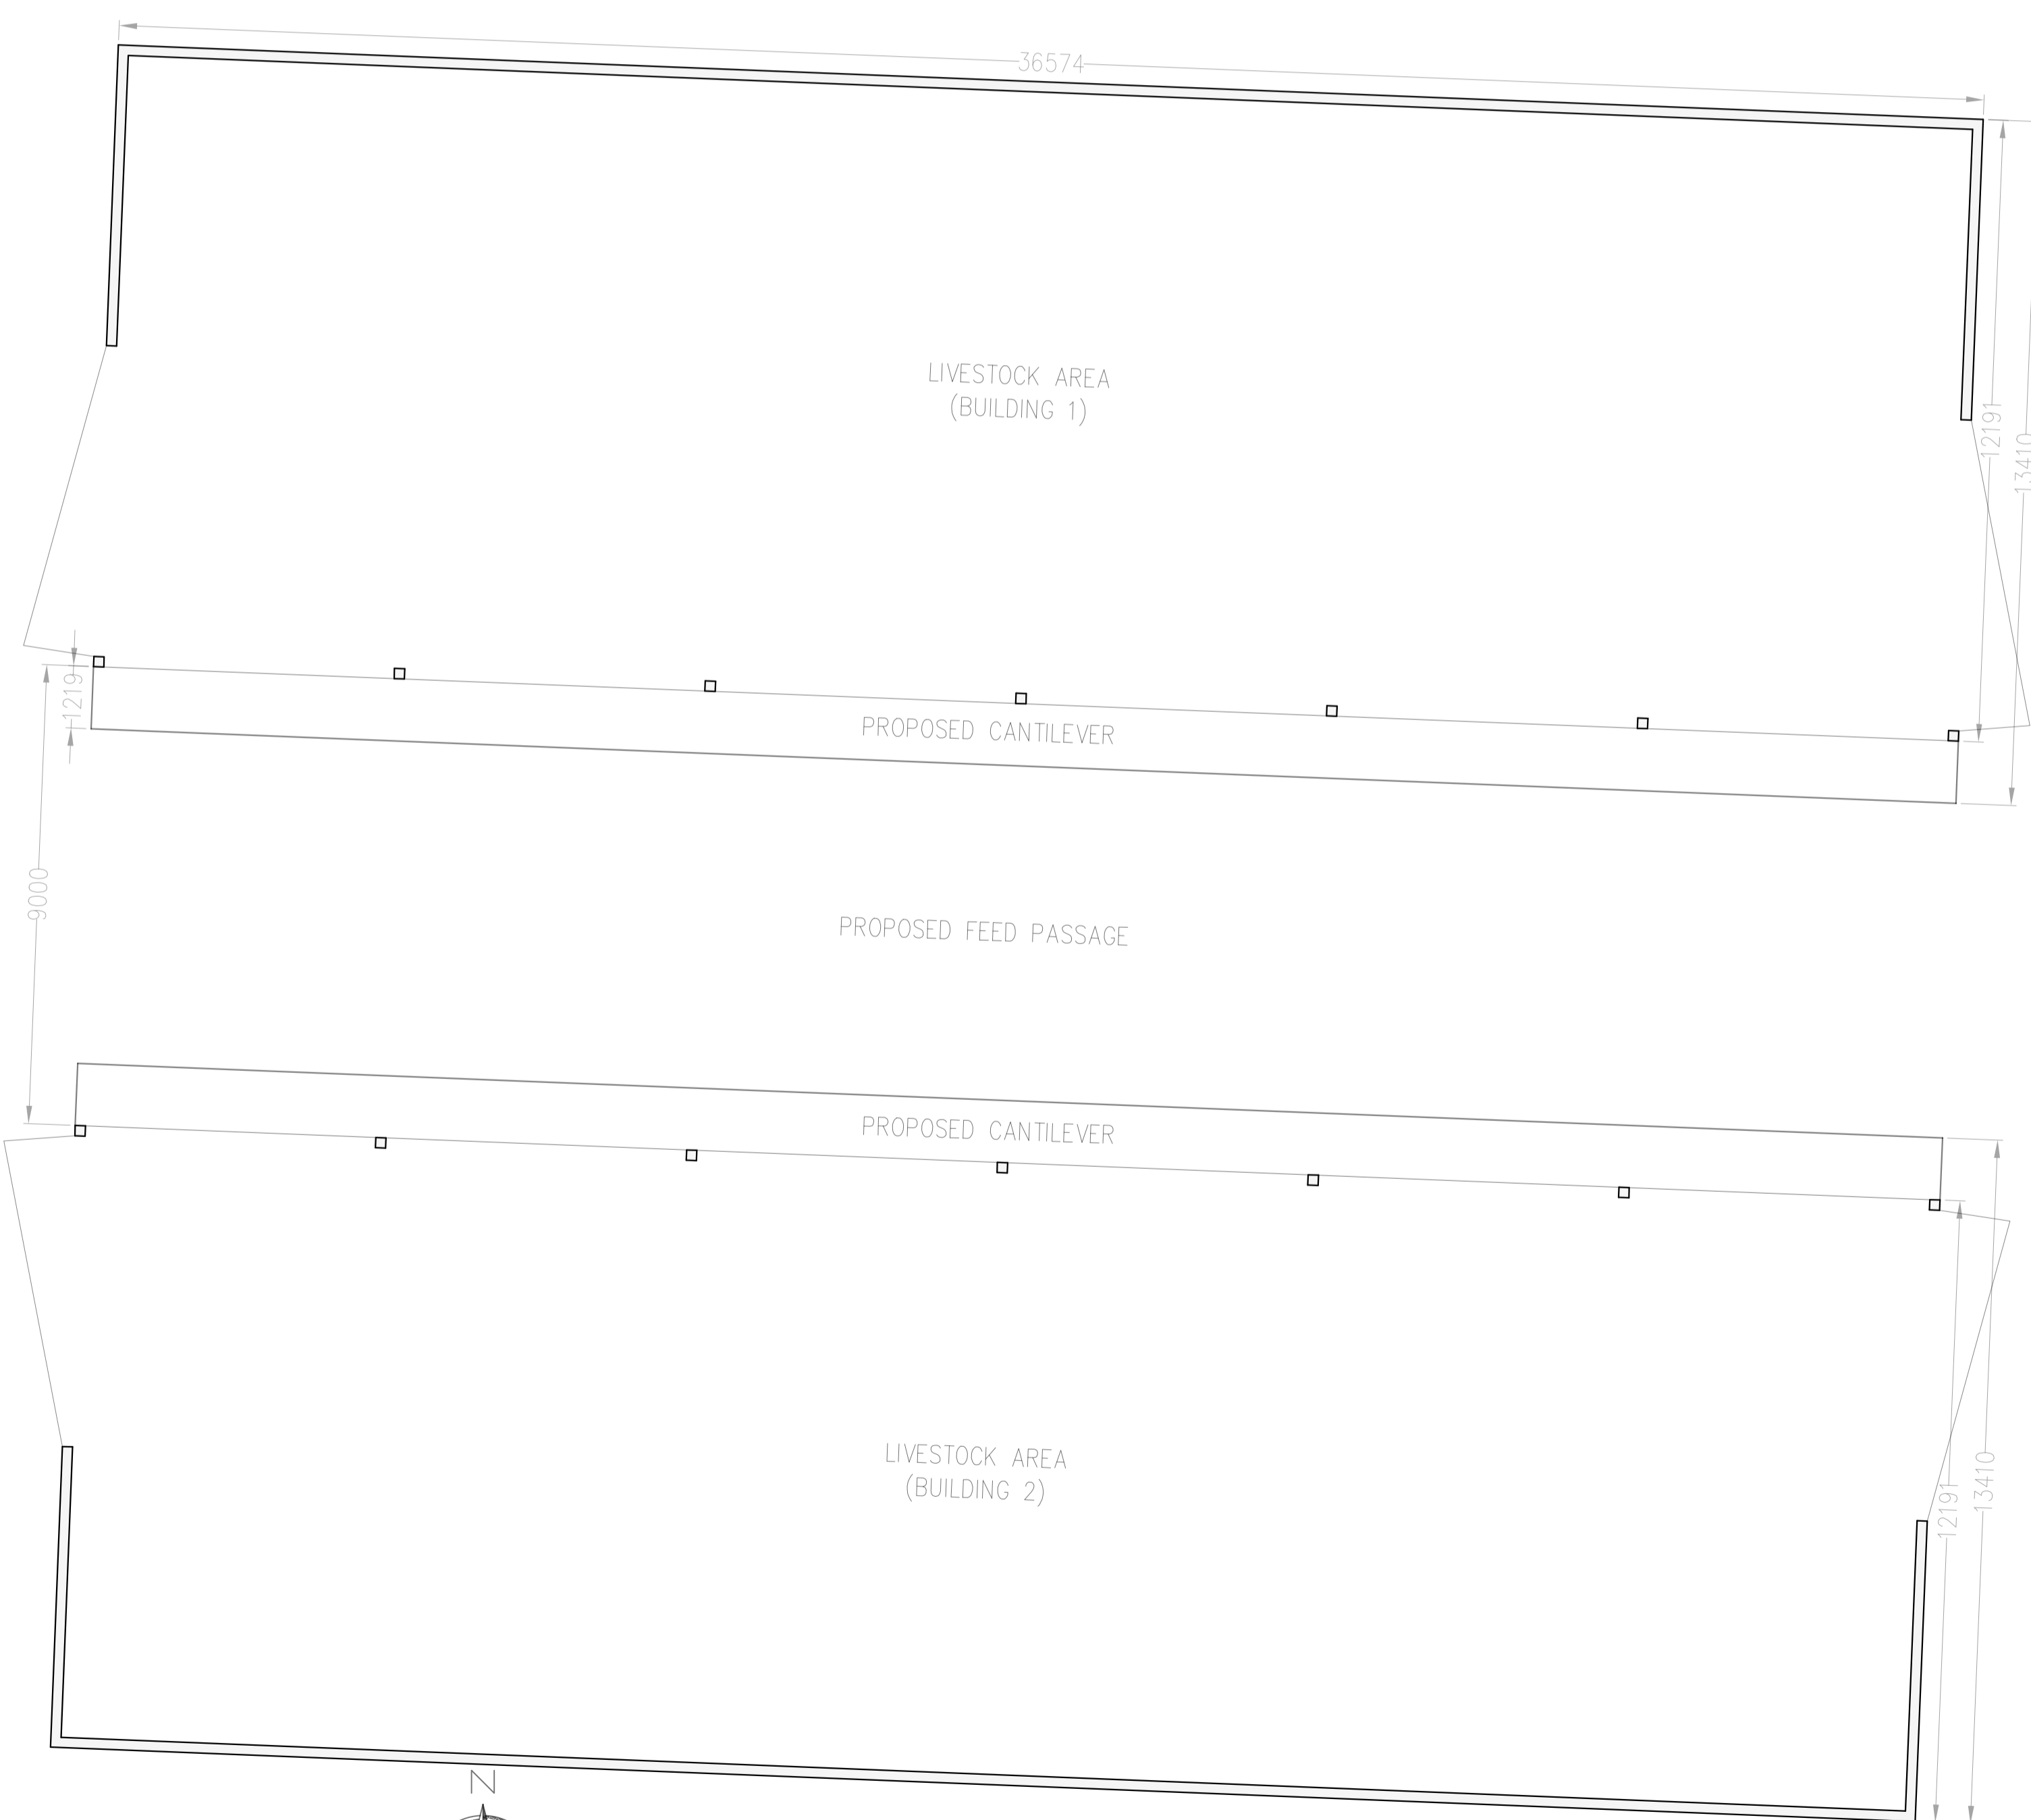 36574
LIVESTOCK AREA
(BUILDING 1)
12191
13410
1219
PROPOSED CANTILEVER
9000
PROPOSED FEED PASSAGE
PROPOSED CANTILEVER
LIVESTOCK AREA
(BUILDING 2)
12191
13410
N